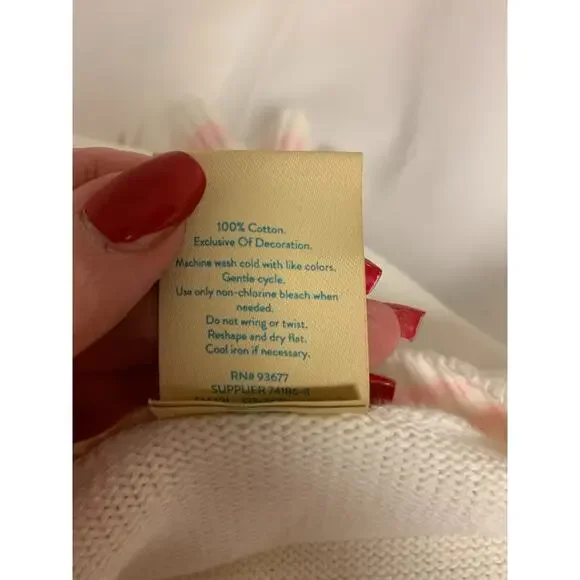 100% Cotton.
Exclusive Of Decoration.
Machine wash cold with like colors.
Gentle cycle.
Use only non-chlorine bleach when
needed.
Do not wring or twist.
Reshape and dry flat.
Cool iron if necessary.
RN# 93677
SUPPLIER 74186-8